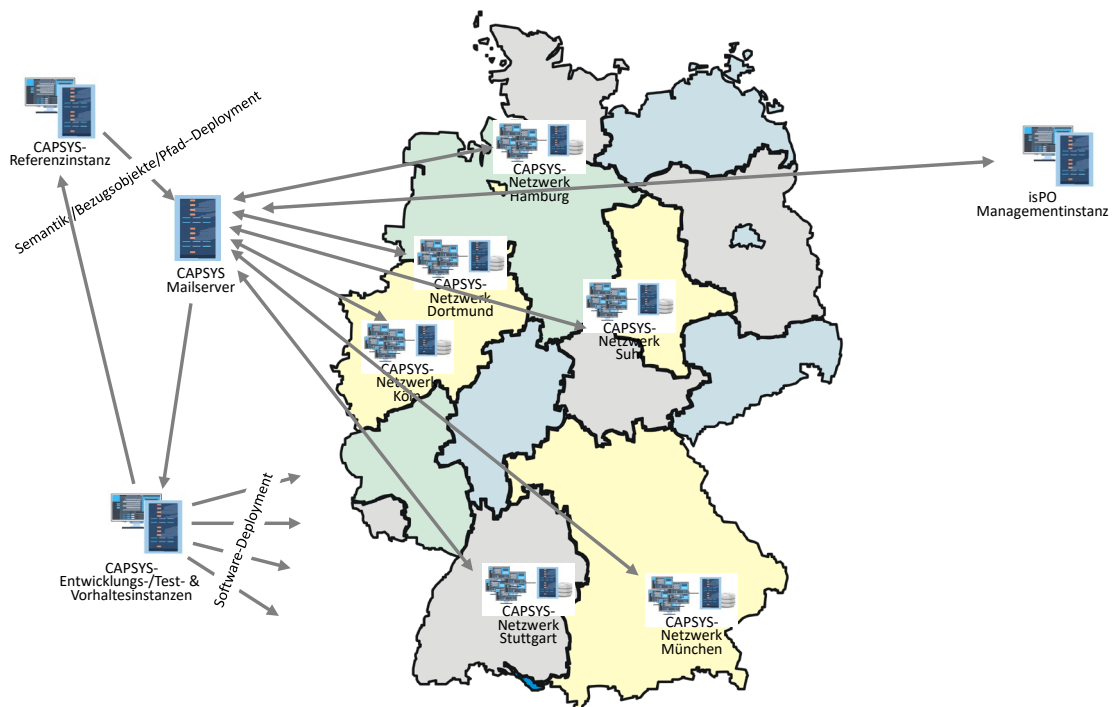 CAPSYS-
Referenzinstanz
Semantik-/Bezugsobjekte/Pfad--Deployment
CAPSYS
Mailserver
CAPSYS-
Netzwerk
Hamburg
isPO
Managementinstanz
CAPSYS-
Netzwerk
Dortmund
CAPSYS-
Netzwerk
Suhl
CAPSYS-
Netzwerk
Köln
CAPSYS-
Entwicklungs-/Test- &
Vorhalteinstanzen
Software-Deployment
CAPSYS-
Netzwerk
Stuttgart
CAPSYS-
Netzwerk
München